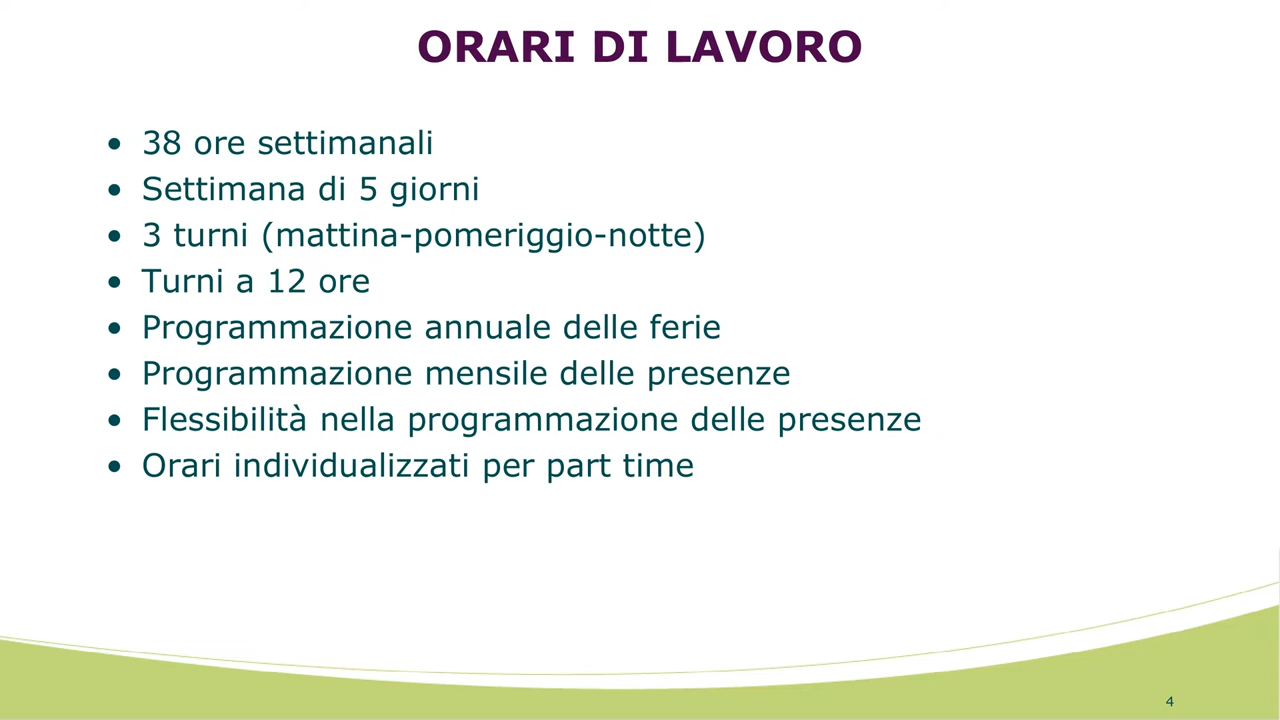 ORARI DI LAVORO
• 38 ore settimanali
• Settimana di 5 giorni
• 3 turni (mattina-pomeriggio-notte)
• Turni a 12 ore
• Programmazione annuale delle ferie
• Programmazione mensile delle presenze
• Flessibilità nella programmazione delle presenze
• Orari individualizzati per part time
4